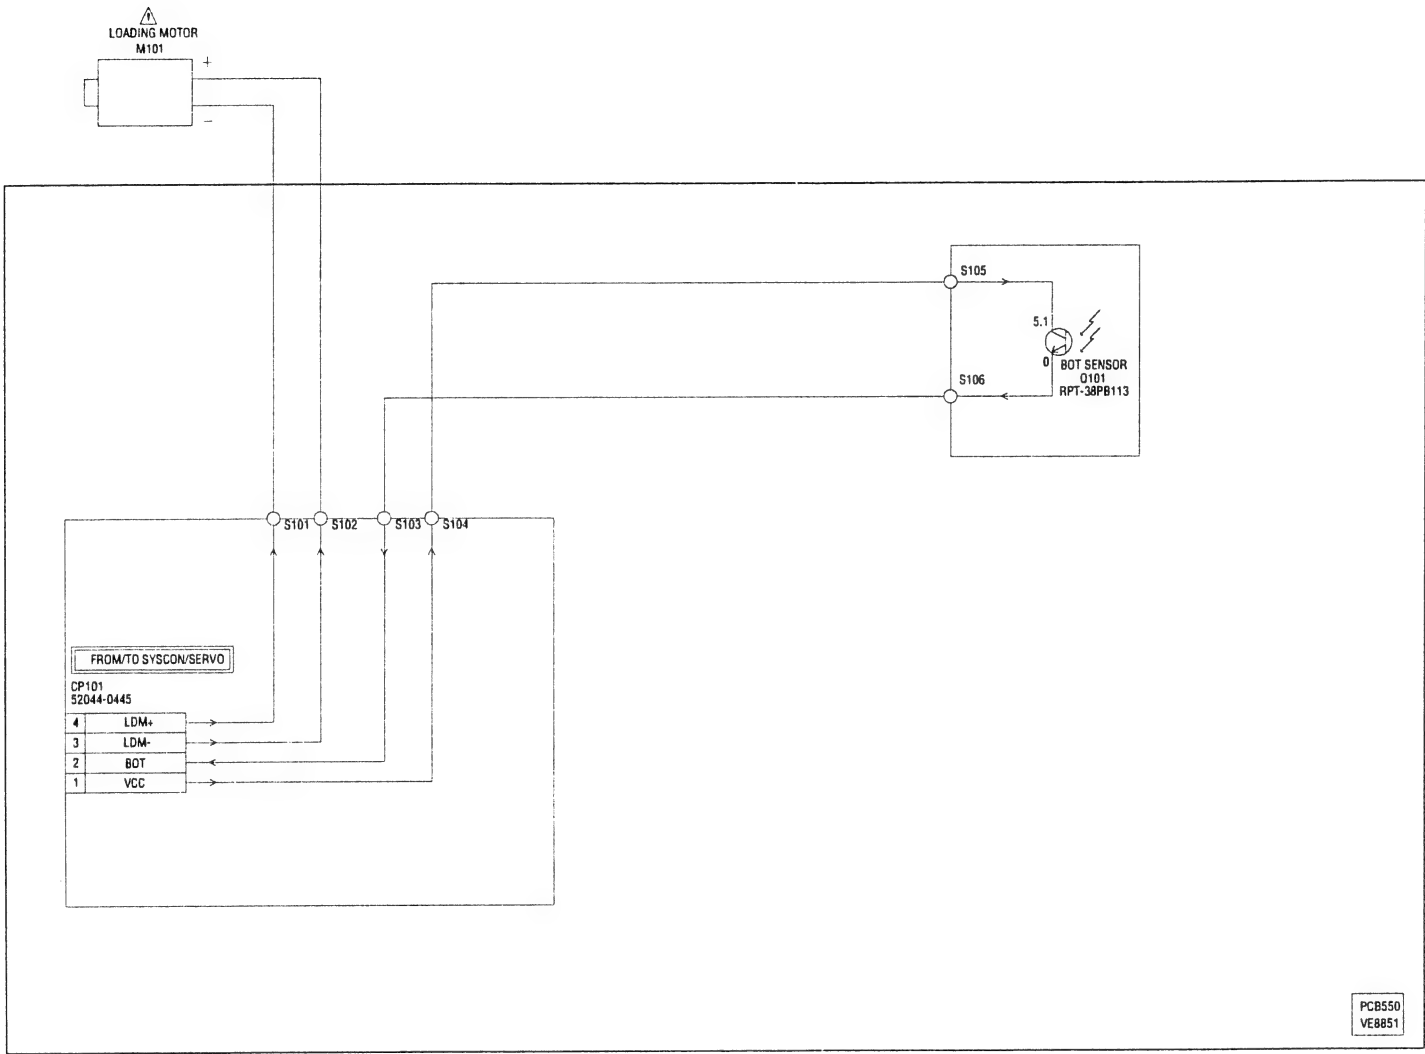 LOADING MOTOR
M101
+
−
S105
5.1
0
BOT SENSOR
Q101
RPT-38PB113
S106
S101
S102
S103
S104
FROM/TO SYSCON/SERVO
CP101
52044-0445
4 LDM+
3 LDM-
2 BOT
1 VCC
PCB550
VE8851